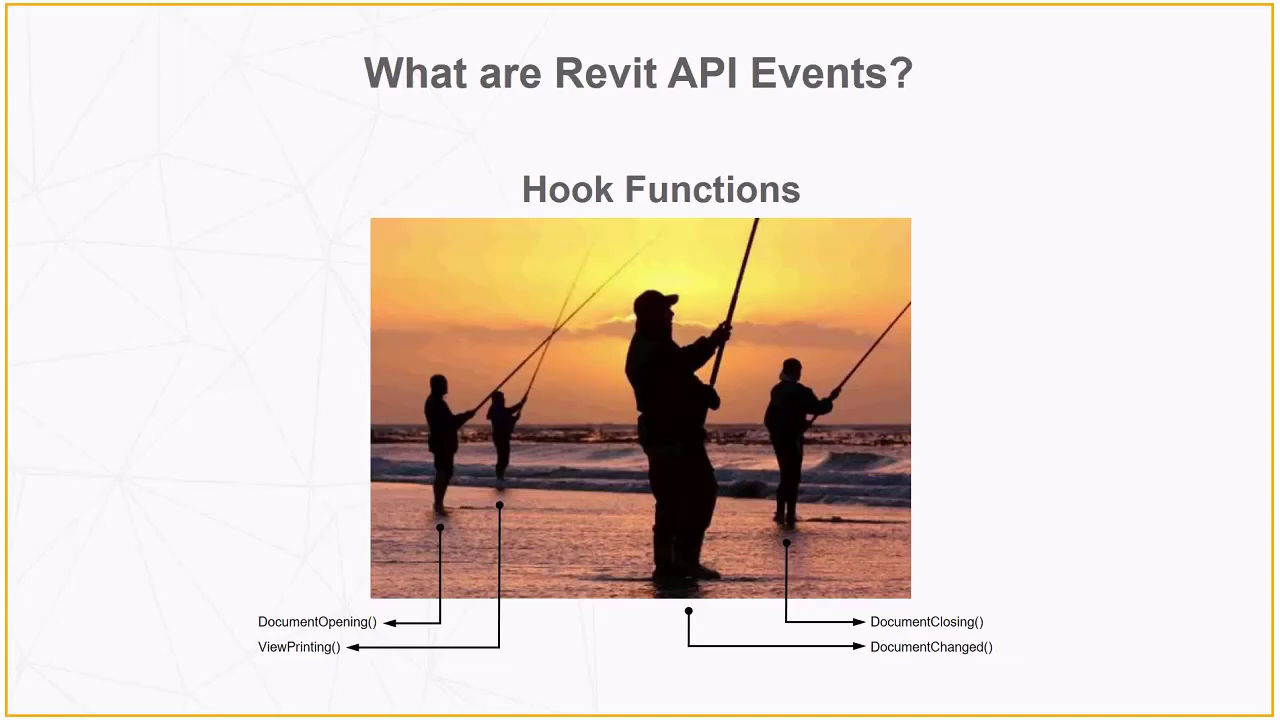 What are Revit API Events?
Hook Functions
DocumentOpening()
ViewPrinting()
DocumentClosing()
DocumentChanged()